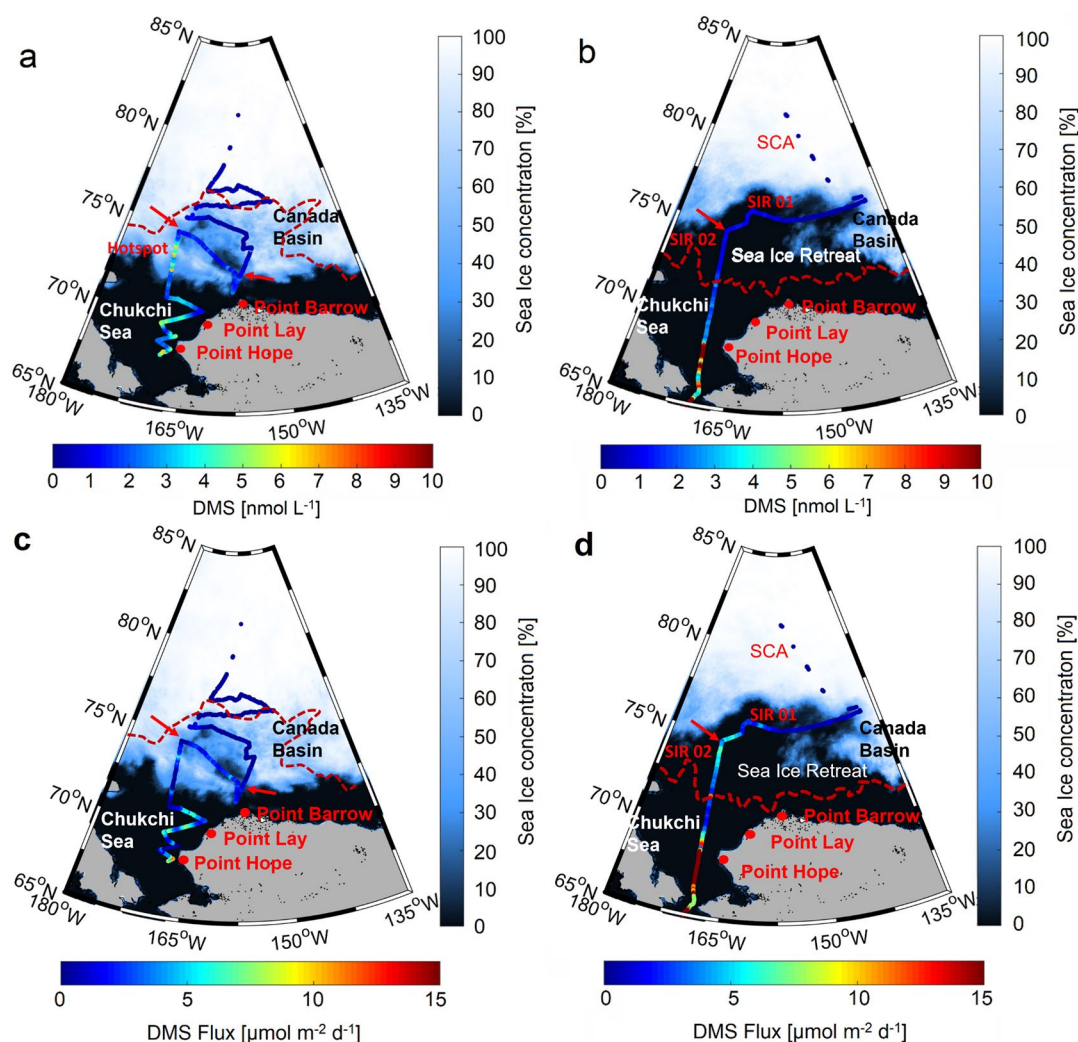 a
85°N
80°N
75°N
70°N
65°N
180°W
165°W
150°W
135°W
Hotspot
Canada
Basin
Chukchi
Sea
Point Barrow
Point Lay
Point Hope
100
90
80
70
60
50
40
30
20
10
0
Sea Ice concentraton [%]
0 1 2 3 4 5 6 7 8 9 10
DMS [nmol L⁻¹]
b
85°N
80°N
75°N
70°N
65°N
180°W
165°W
150°W
135°W
SCA
SIR 01
SIR 02
Canada
Basin
Sea Ice Retreat
Chukchi
Sea
Point Barrow
Point Lay
Point Hope
100
90
80
70
60
50
40
30
20
10
0
Sea Ice concentraton [%]
0 1 2 3 4 5 6 7 8 9 10
DMS [nmol L⁻¹]
c
85°N
80°N
75°N
70°N
65°N
180°W
165°W
150°W
135°W
Canada
Basin
Chukchi
Sea
Point Barrow
Point Lay
Point Hope
100
90
80
70
60
50
40
30
20
10
0
Sea Ice concentraton [%]
0 5 10 15
DMS Flux [µmol m⁻² d⁻¹]
d
85°N
80°N
75°N
70°N
65°N
180°W
165°W
150°W
135°W
SCA
SIR 01
SIR 02
Canada
Basin
Sea Ice Retreat
Chukchi
Sea
Point Barrow
Point Lay
Point Hope
100
90
80
70
60
50
40
30
20
10
0
Sea Ice concentraton [%]
0 5 10 15
DMS Flux [µmol m⁻² d⁻¹]